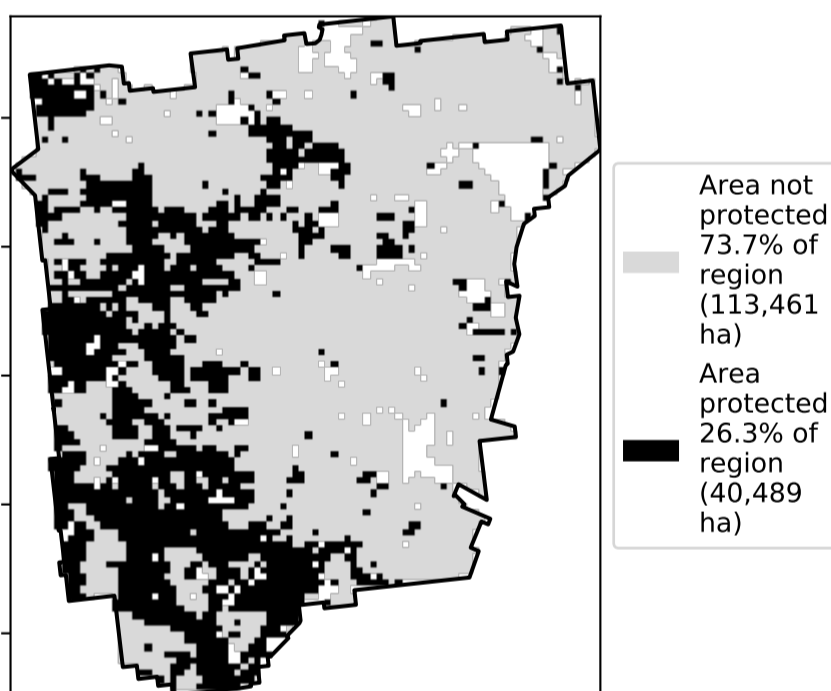 Area not
protected
73.7% of
region
(113,461
ha)
Area
protected
26.3% of
region
(40,489
ha)